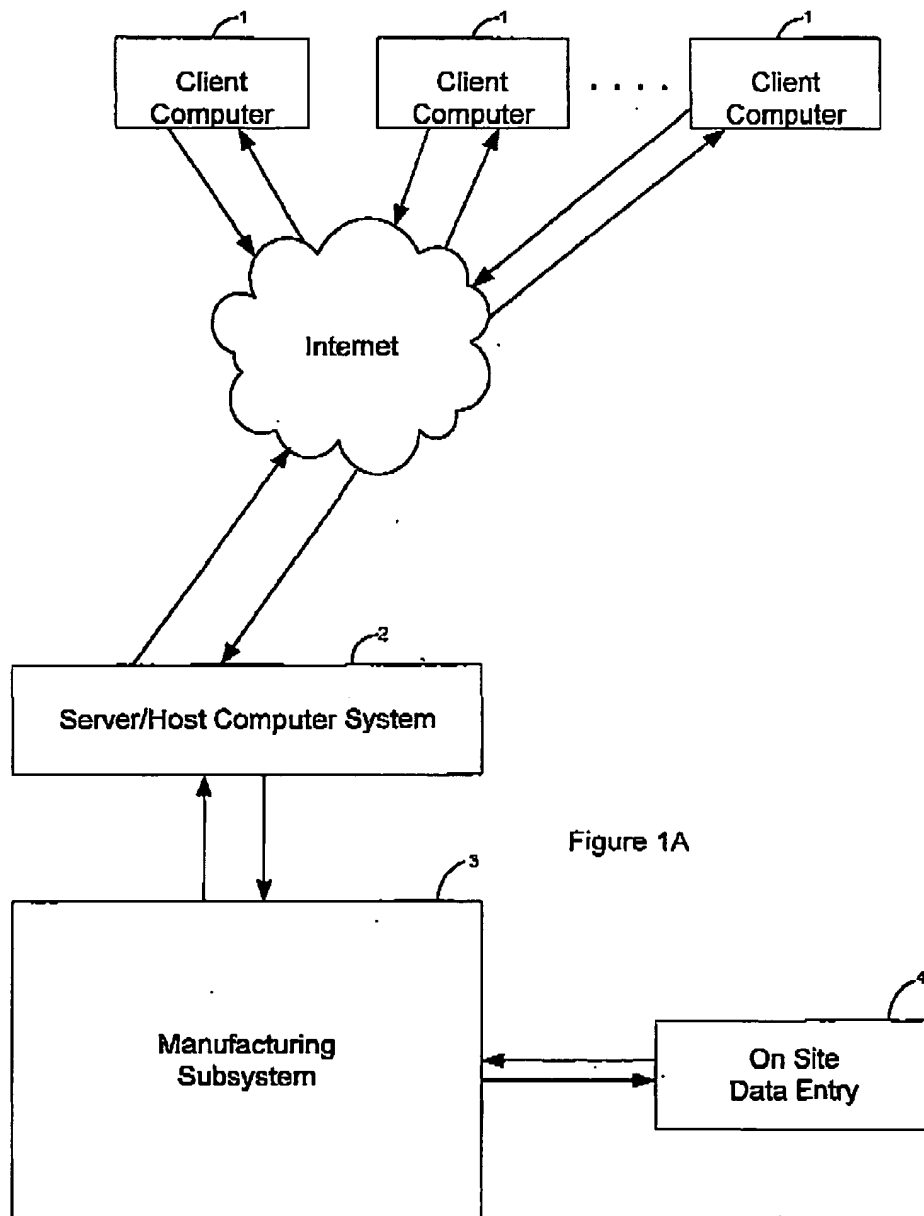 1
1
1
Client
Computer
Client
Computer
. . . .
Client
Computer
Internet
2
Server/Host Computer System
Figure 1A
3
Manufacturing
Subsystem
4
On Site
Data Entry